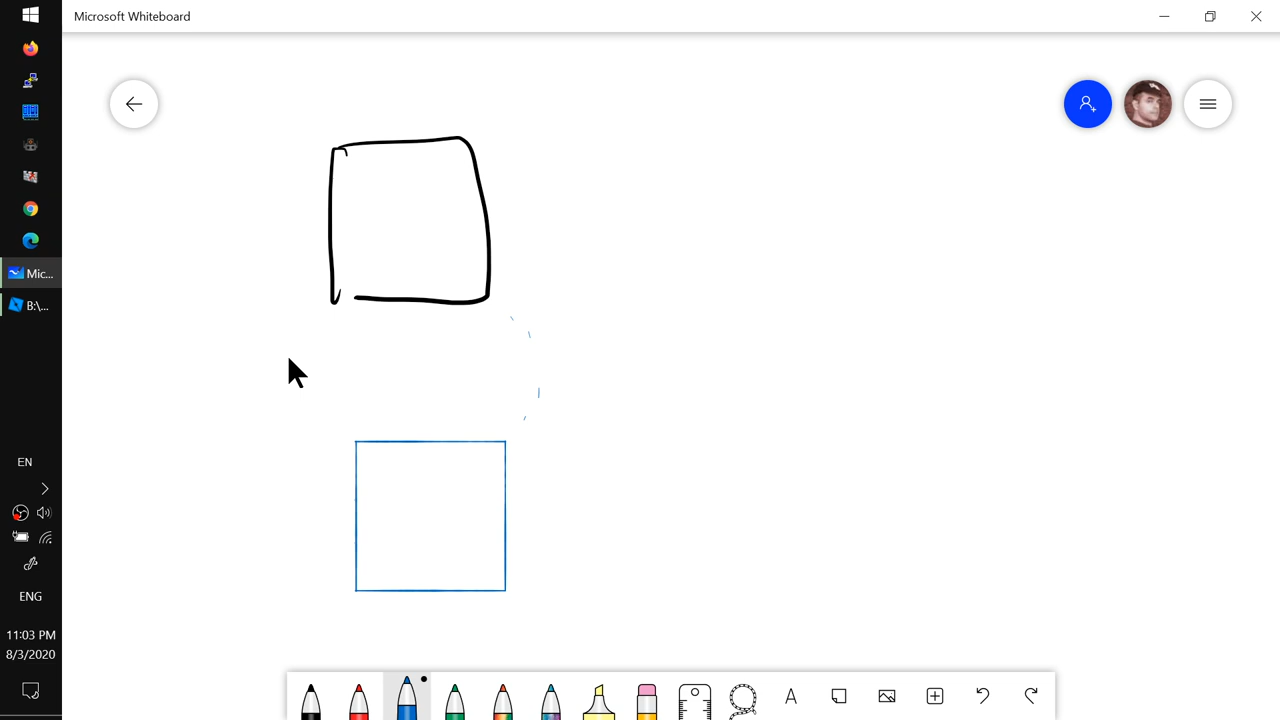 Microsoft Whiteboard
Mic...
B:\...
EN
ENG
11:03 PM
8/3/2020
A